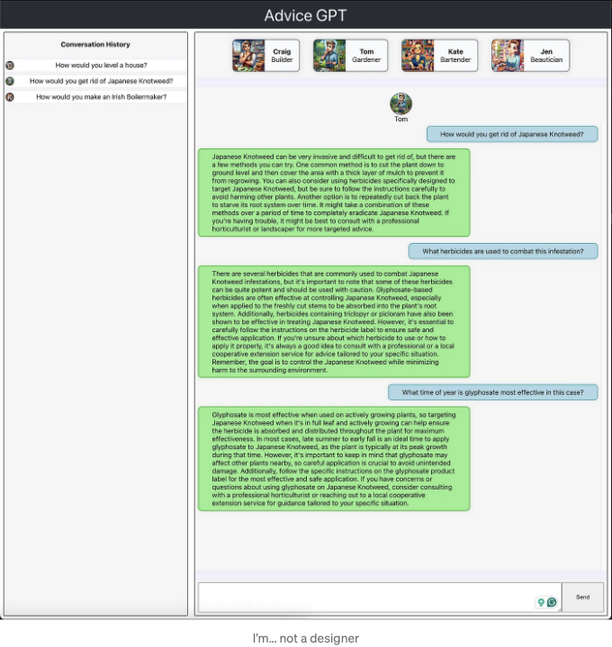 Advice GPT
Conversation History
How would you level a house?
How would you get rid of Japanese Knotweed?
How would you make an Irish Boilermaker?
Craig
Builder
Tom
Gardener
Kate
Bartender
Jen
Beautician
Tom
How would you get rid of Japanese Knotweed?
Japanese Knotweed can be very invasive and difficult to get rid of, but there are
a few methods you can try. One common method is to cut the plant down to
ground level and then cover the area with a thick layer of mulch to prevent it
from regrowing. You can also consider using herbicides specifically designed to
target Japanese Knotweed, but be sure to follow the instructions carefully to
avoid harming other plants. Another option is to repeatedly cut back the plant
to starve its root system over time. It might take a combination of these
methods over a period of time to completely eradicate Japanese Knotweed. If
you're having trouble, it might be best to consult with a professional
horticulturist or landscaper for more targeted advice.
What herbicides are used to combat this infestation?
There are several herbicides that are commonly used to combat Japanese
Knotweed infestations, but it's important to note that some of these herbicides
can be quite potent and should be used with caution. Glyphosate-based
herbicides are often effective at controlling Japanese Knotweed, especially
when applied to the freshly cut stems to be absorbed into the plant's root
system. Additionally, herbicides containing triclopyr or picloram have also been
shown to be effective in treating Japanese Knotweed. However, it's essential to
carefully follow the instructions on the herbicide label to ensure safe and
effective application. If you're unsure about which herbicide to use or how to
apply it properly, it's always a good idea to consult with a professional or a local
cooperative extension service for advice tailored to your specific situation.
Remember, the goal is to control the Japanese Knotweed while minimizing
harm to the surrounding environment.
What time of year is glyphosate most effective in this case?
Glyphosate is most effective when used on actively growing plants, so targeting
Japanese Knotweed when it's in full leaf and actively growing can help ensure
the herbicide is absorbed and distributed throughout the plant for maximum
effectiveness. In most cases, late summer to early fall is an ideal time to apply
glyphosate to Japanese Knotweed, as the plant is typically at its peak growth
during that time. However, it's important to keep in mind that glyphosate may
affect other plants nearby, so careful application is crucial to avoid unintended
damage. Additionally, follow the specific instructions on the glyphosate product
label for the most effective and safe application. If you have concerns or
questions about using glyphosate on Japanese Knotweed, consider consulting
with a professional horticulturist or reaching out to a local cooperative
extension service for guidance tailored to your specific situation.
Send
I'm... not a designer